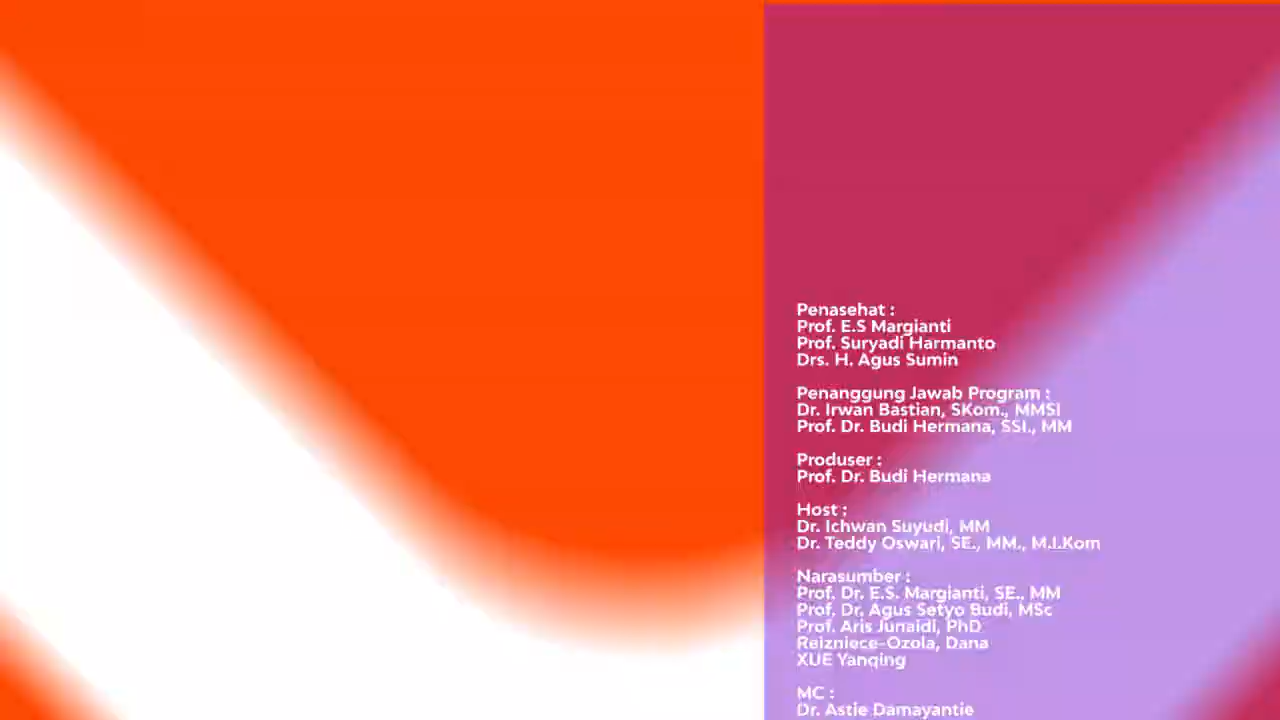 Penasehat :
Prof. E.S Margianti
Prof. Suryadi Harmanto
Drs. H. Agus Sumin
Penanggung Jawab Program :
Dr. Irwan Bastian, SKom., MMSI
Prof. Dr. Budi Hermana, SSI., MM
Produser :
Prof. Dr. Budi Hermana
Host :
Dr. Ichwan Suyudi, MM
Dr. Teddy Oswari, SE., MM., M.I.Kom
Narasumber :
Prof. Dr. E.S. Margianti, SE., MM
Prof. Dr. Agus Setyo Budi, MSc
Prof. Aris Junaidi, PhD
Reizniece-Ozola, Dana
XUE Yanqing
MC :
Dr. Astie Damayantie